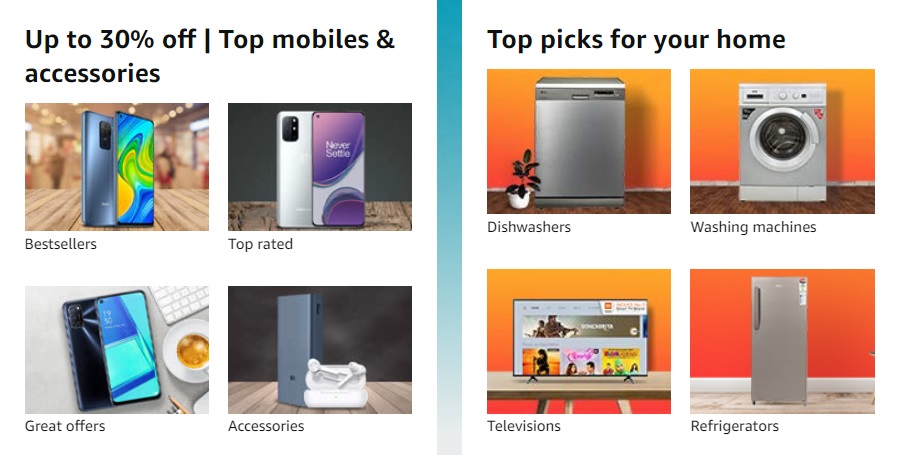 Up to 30% off | Top mobiles &
accessories
Bestsellers
Never
Settle
Top rated
Great offers
Accessories
Top picks for your home
Dishwashers
Washing machines
Televisions
Refrigerators